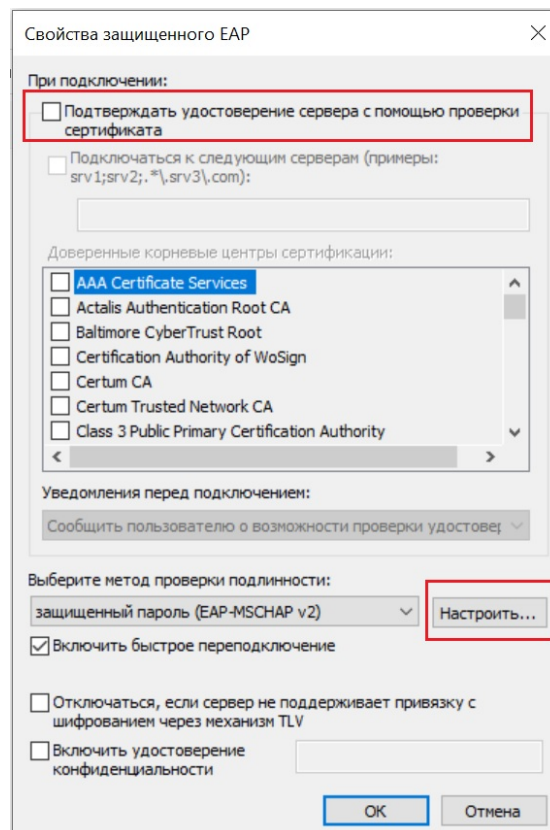 Свойства защищенного EAP
При подключении:
Подтверждать удостоверение сервера с помощью проверки
сертификата
Подключаться к следующим серверам (примеры:
srv1;srv2;.*\.srv3\.com):
Доверенные корневые центры сертификации:
AAA Certificate Services
Actalis Authentication Root CA
Baltimore CyberTrust Root
Certification Authority of WoSign
Certum CA
Certum Trusted Network CA
Class 3 Public Primary Certification Authority
Уведомления перед подключением:
Сообщить пользователю о возможности проверки удостовер
Выберите метод проверки подлинности:
защищенный пароль (EAP-MSCHAP v2)
Настроить...
Включить быстрое переподключение
Отключаться, если сервер не поддерживает привязку с
шифрованием через механизм TLV
Включить удостоверение
конфиденциальности
ОК
Отмена